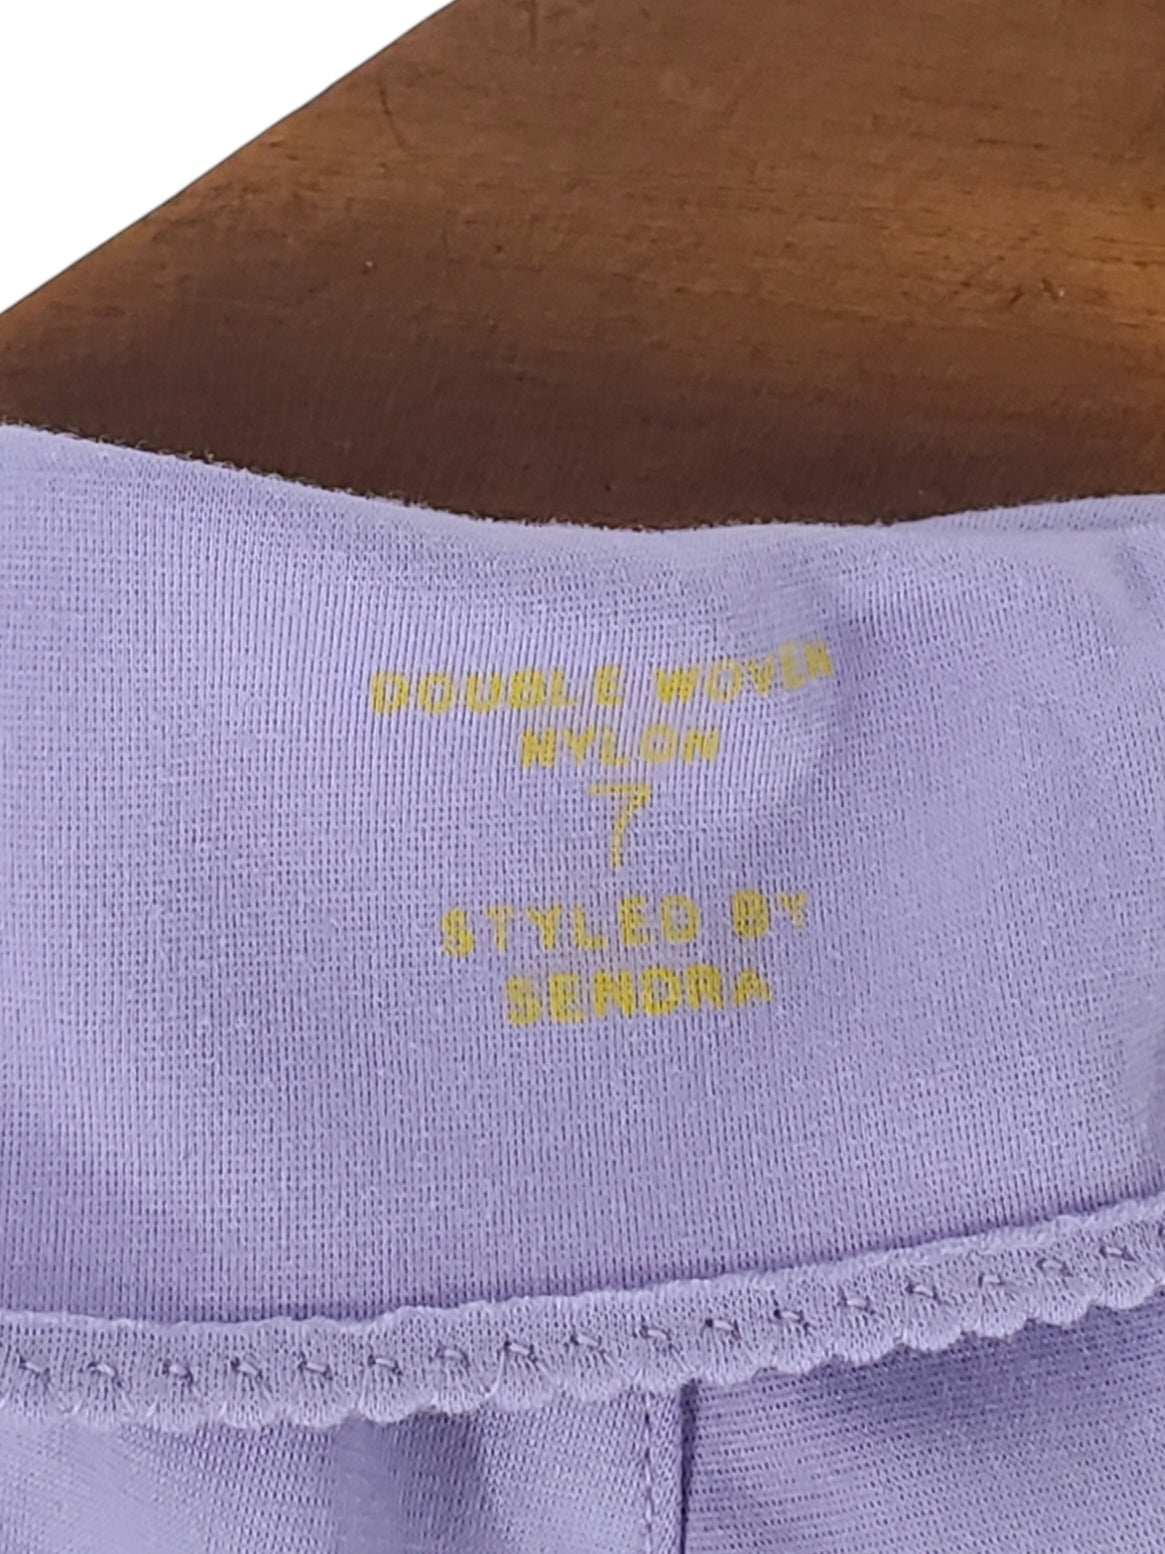 DOUBLE WOVEN
NYLON
7
STYLED BY
SENDRA